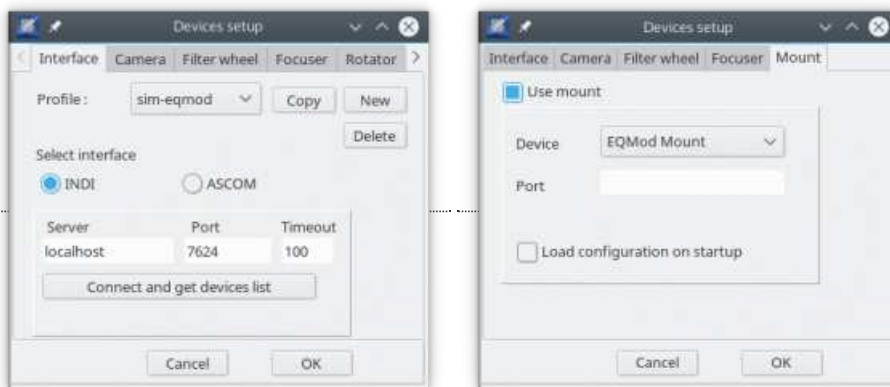 Devices setup
Interface Camera Filter wheel Focuser Rotator
Profile : sim-eqmod Copy New
Delete
Select interface
INDI ASCOM
Server Port Timeout
localhost 7624 100
Connect and get devices list
Cancel OK
Devices setup
Interface Camera Filter wheel Focuser Mount
Use mount
Device EQMod Mount
Port
Load configuration on startup
Cancel OK